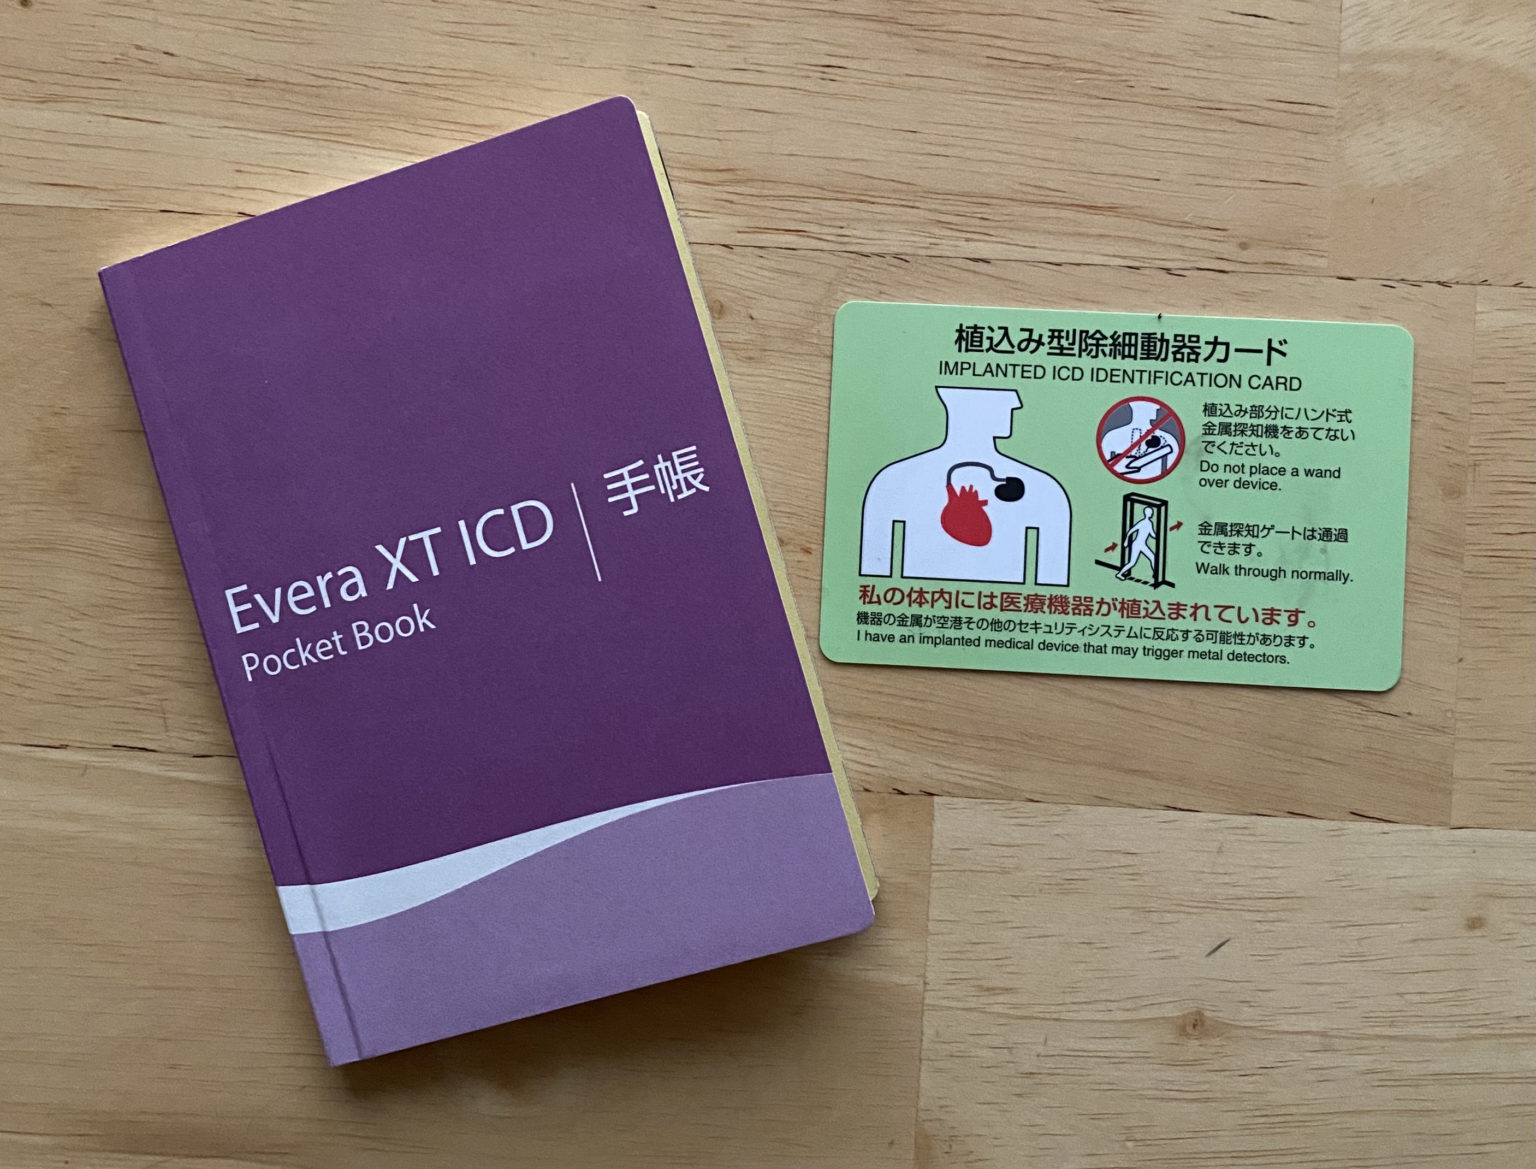 Evera XT ICD
Pocket Book
手帳
植込み型除細動器カード
IMPLANTED ICD IDENTIFICATION CARD
植込み部分にハンド式
金属探知機をあてない
でください。
Do not place a wand
over device.
金属探知ゲートは通過
できます。
Walk through normally.
私の体内には医療機器が植込まれています。
機器の金属が空港その他のセキュリティシステムに反応する可能性があります。
I have an implanted medical device that may trigger metal detectors.